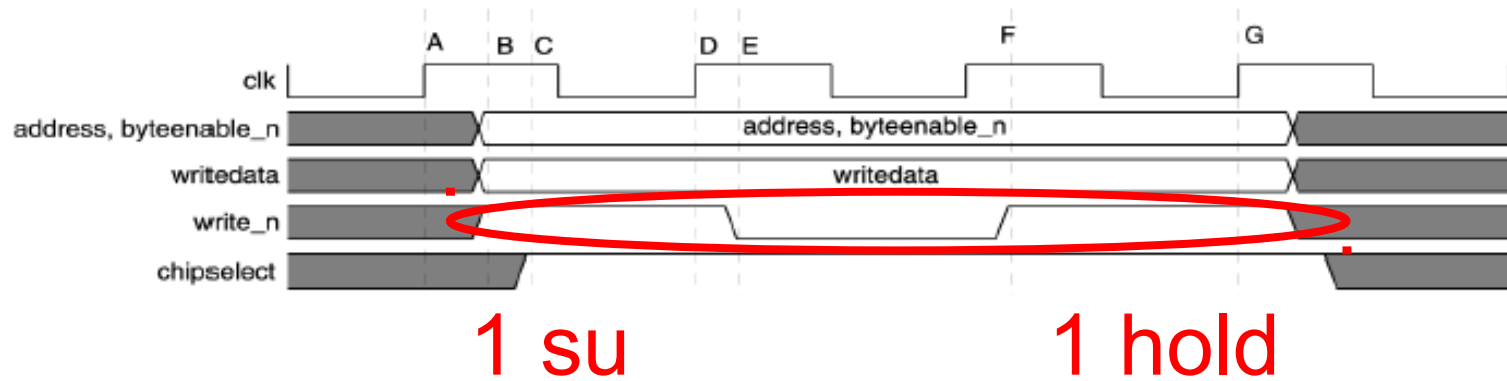 A B C D E F G
clk
address, byteenable_n address, byteenable_n
writedata writedata
write_n
chipselect
1 su 1 hold